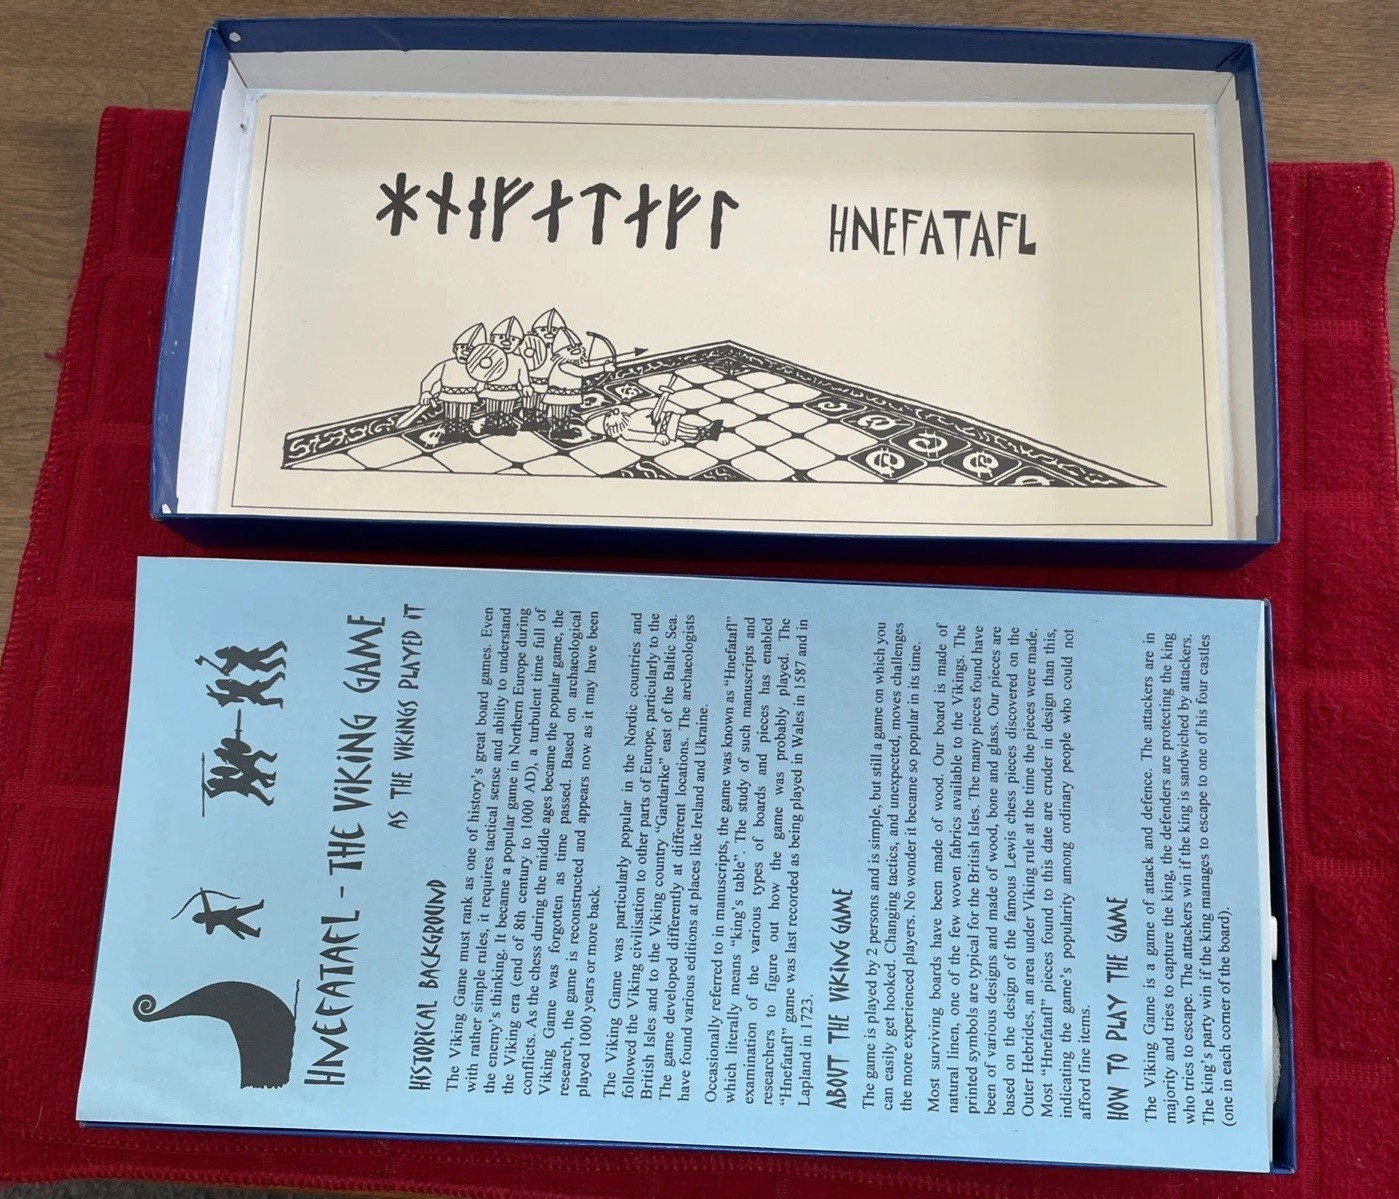 ᚼᚾᛂᚠᛅᛏᛅᚠᛚ HNEFATAFL
HNEFATAFL - THE VIKING GAME
AS THE VIKINGS PLAYED IT
HISTORICAL BACKGROUND
The Viking Game must rank as one of history's great board games. Even
with rather simple rules, it requires tactical sense and ability to understand
the enemy's thinking. It became a popular game in Northern Europe during
the Viking era (end of 8th century to 1000 AD), a turbulent time full of
conflicts. As the chess during the middle ages became the popular game, the
Viking Game was forgotten as time passed. Based on archaeological
research, the game is reconstructed and appears now as it may have been
played 1000 years or more back.
The Viking Game was particularly popular in the Nordic countries and
followed the Viking civilisation to other parts of Europe, particularly to the
British Isles and to the Viking country "Gardarike" east of the Baltic Sea.
The game developed differently at different locations. The archaeologists
have found various editions at places like Ireland and Ukraine.
Occasionally referred to in manuscripts, the game was known as "Hnefatafl"
which literally means "king's table". The study of such manuscripts and
examination of the various types of boards and pieces has enabled
researchers to figure out how the game was probably played. The
"Hnefatafl" game was last recorded as being played in Wales in 1587 and in
Lapland in 1723.
ABOUT THE VIKING GAME
The game is played by 2 persons and is simple, but still a game on which you
can easily get hooked. Changing tactics, and unexpected, moves challenges
the more experienced players. No wonder it became so popular in its time.
Most surviving boards have been made of wood. Our board is made of
natural linen, one of the few woven fabrics available to the Vikings. The
printed symbols are typical for the British Isles. The many pieces found have
been of various designs and made of wood, bone and glass. Our pieces are
based on the design of the famous Lewis chess pieces discovered on the
Outer Hebrides, an area under Viking rule at the time the pieces were made.
Most "Hnefatafl" pieces found to this date are cruder in design than this,
indicating the game's popularity among ordinary people who could not
afford fine items.
HOW TO PLAY THE GAME
The Viking Game is a game of attack and defence. The attackers are in
majority and tries to capture the king, the defenders are protecting the king
who tries to escape. The attackers win if the king is sandwiched by attackers.
The king's party win if the king manages to escape to one of his four castles
(one in each corner of the board).